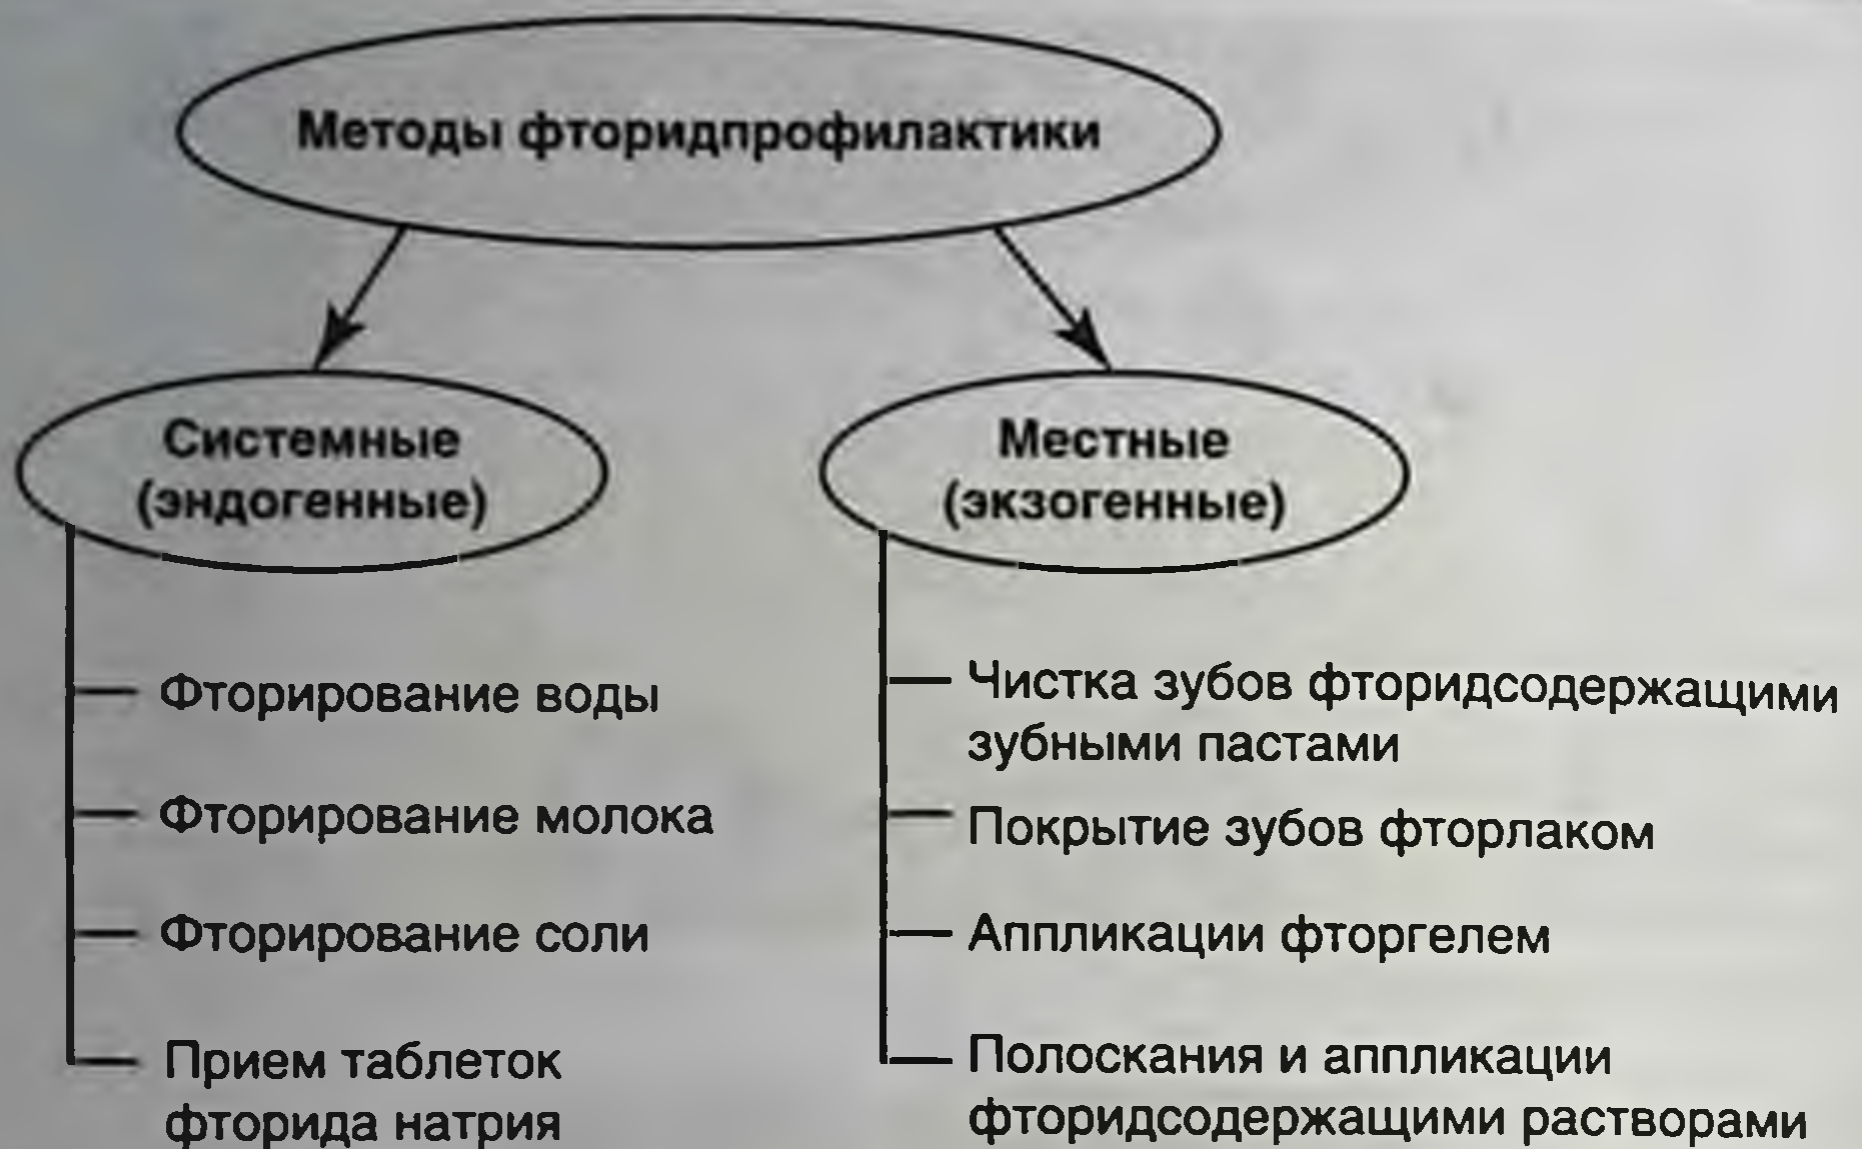 Методы фторидпрофилактики
Системные
(эндогенные)
Фторирование воды
Фторирование молока
Фторирование соли
Прием таблеток
фторида натрия
Местные
(экзогенные)
Чистка зубов фторидсодержащими
зубными пастами
Покрытие зубов фторлаком
Аппликации фторгелем
Полоскания и аппликации
фторидсодержащими растворами